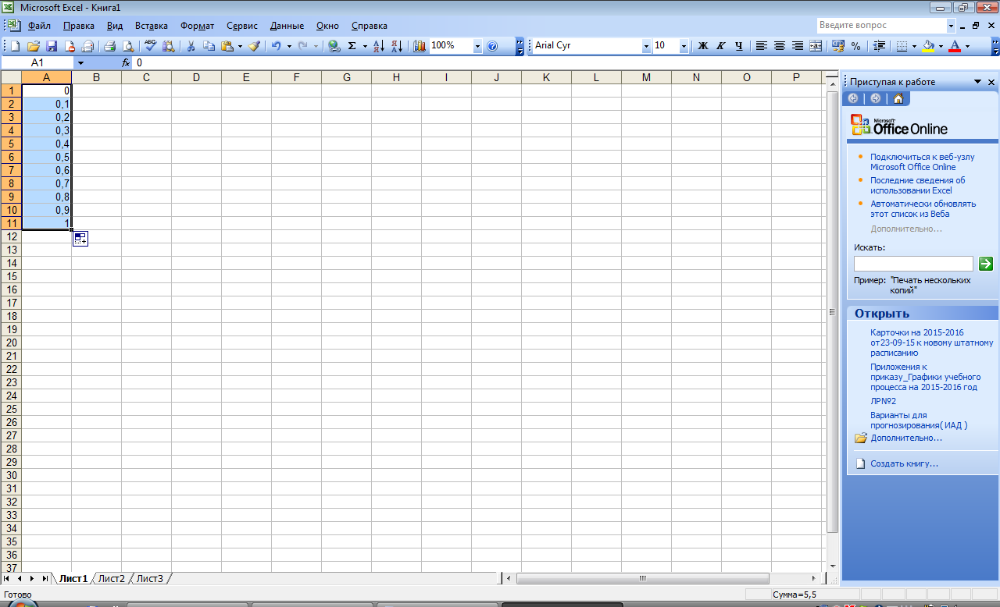 Microsoft Excel - Книга1
Файл Правка Вид Вставка Формат Сервис Данные Окно Справка Введите вопрос
100% Arial Cyr 10 Ж К Ч
A1 fx 0
A B C D E F G H I J K L M N O P
1 0
2 0,1
3 0,2
4 0,3
5 0,4
6 0,5
7 0,6
8 0,7
9 0,8
10 0,9
11 1
12
13
14
15
16
17
18
19
20
21
22
23
24
25
26
27
28
29
30
31
32
33
34
35
36
37
Приступая к работе
Microsoft
Office Online
Подключиться к веб-узлу
Microsoft Office Online
Последние сведения об
использовании Excel
Автоматически обновлять
этот список из Веба
Дополнительно...
Искать:
Пример: "Печать нескольких
копий"
Открыть
Карточки на 2015-2016
от23-09-15 к новому штатному
расписанию
Приложения к
приказу_Графики учебного
процесса на 2015-2016 год
ЛР№2
Варианты для
прогнозирования( ИАД )
Дополнительно...
Создать книгу...
Лист1 Лист2 Лист3
Готово Сумма=5,5